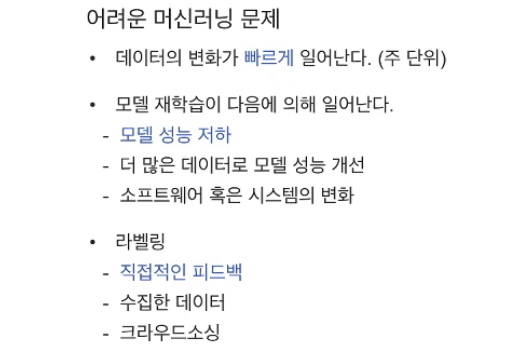 어려운 머신러닝 문제
• 데이터의 변화가 빠르게 일어난다. (주 단위)
• 모델 재학습이 다음에 의해 일어난다.
- 모델 성능 저하
- 더 많은 데이터로 모델 성능 개선
- 소프트웨어 혹은 시스템의 변화
• 라벨링
- 직접적인 피드백
- 수집한 데이터
- 크라우드소싱